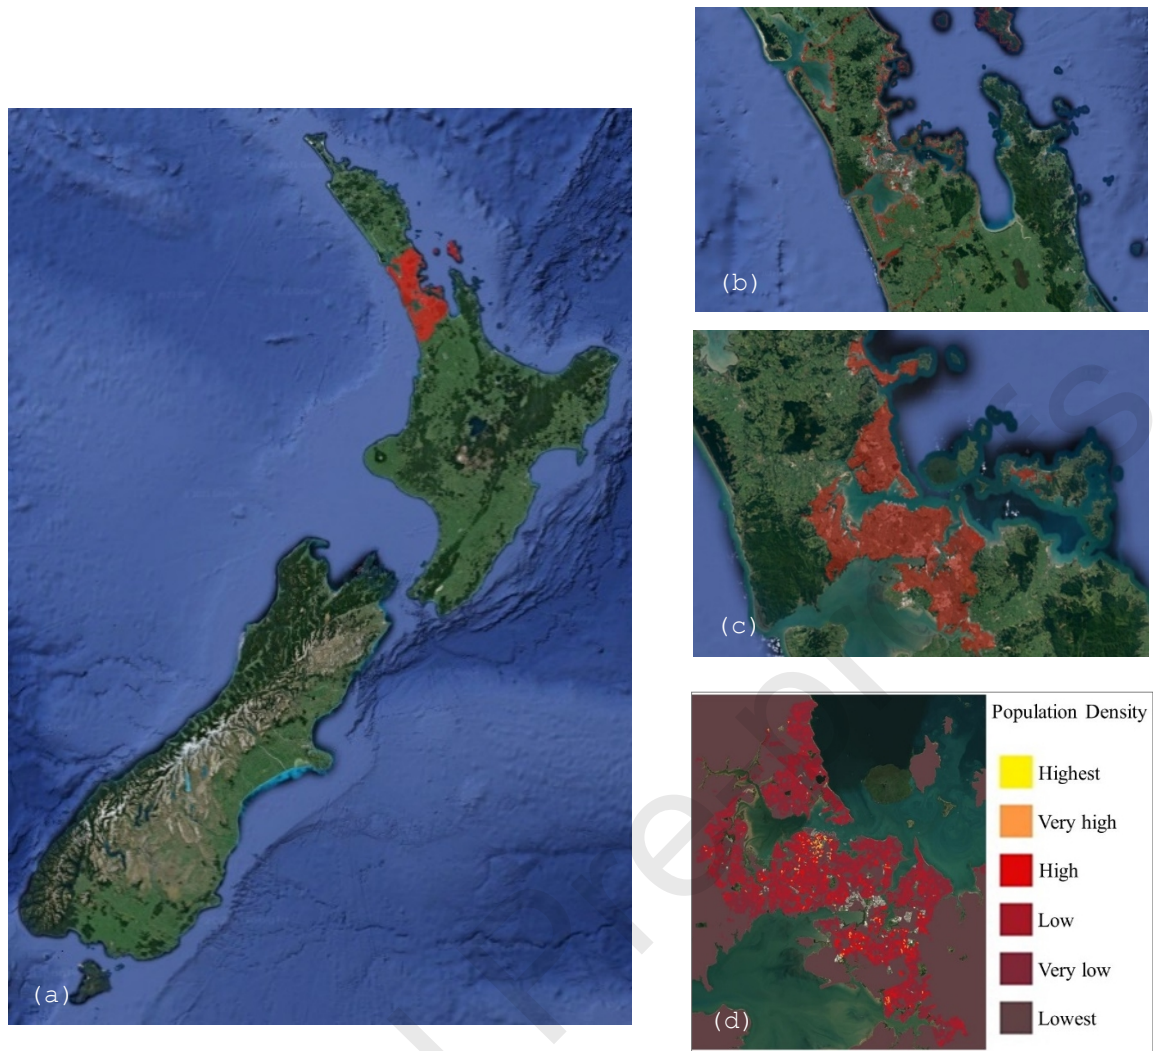 (a)
(b)
(c)
(d)
Population Density
Highest
Very high
High
Low
Very low
Lowest